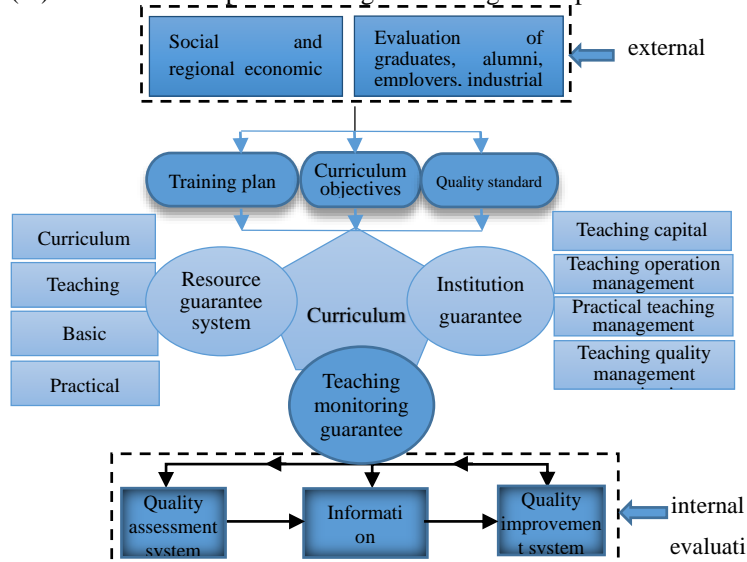 Social and
regional economic
Evaluation of
graduates, alumni,
employers, industrial
external
Training plan
Curriculum
objectives
Quality standard
Curriculum
Teaching
Basic
Practical
Resource
guarantee
system
Curriculum
Institution
guarantee
Teaching capital
Teaching operation
management
Practical teaching
management
Teaching quality
management
Teaching
monitoring
guarantee
Quality
assessment
system
Informati
on
Quality
improvemen
t system
internal
evaluati